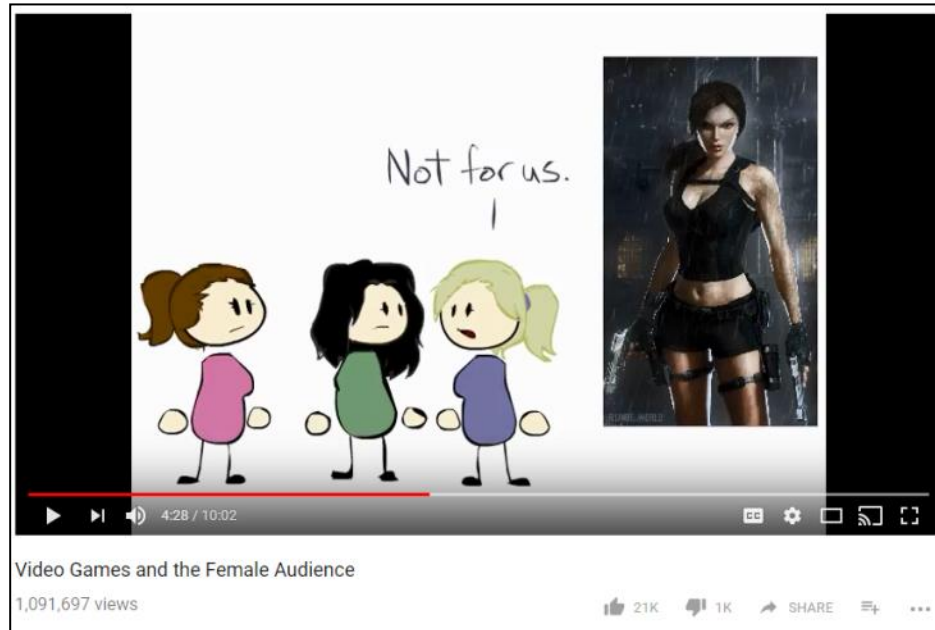 Not for us.
4:28 / 10:02
CC
Video Games and the Female Audience
1,091,697 views
21K
1K
SHARE